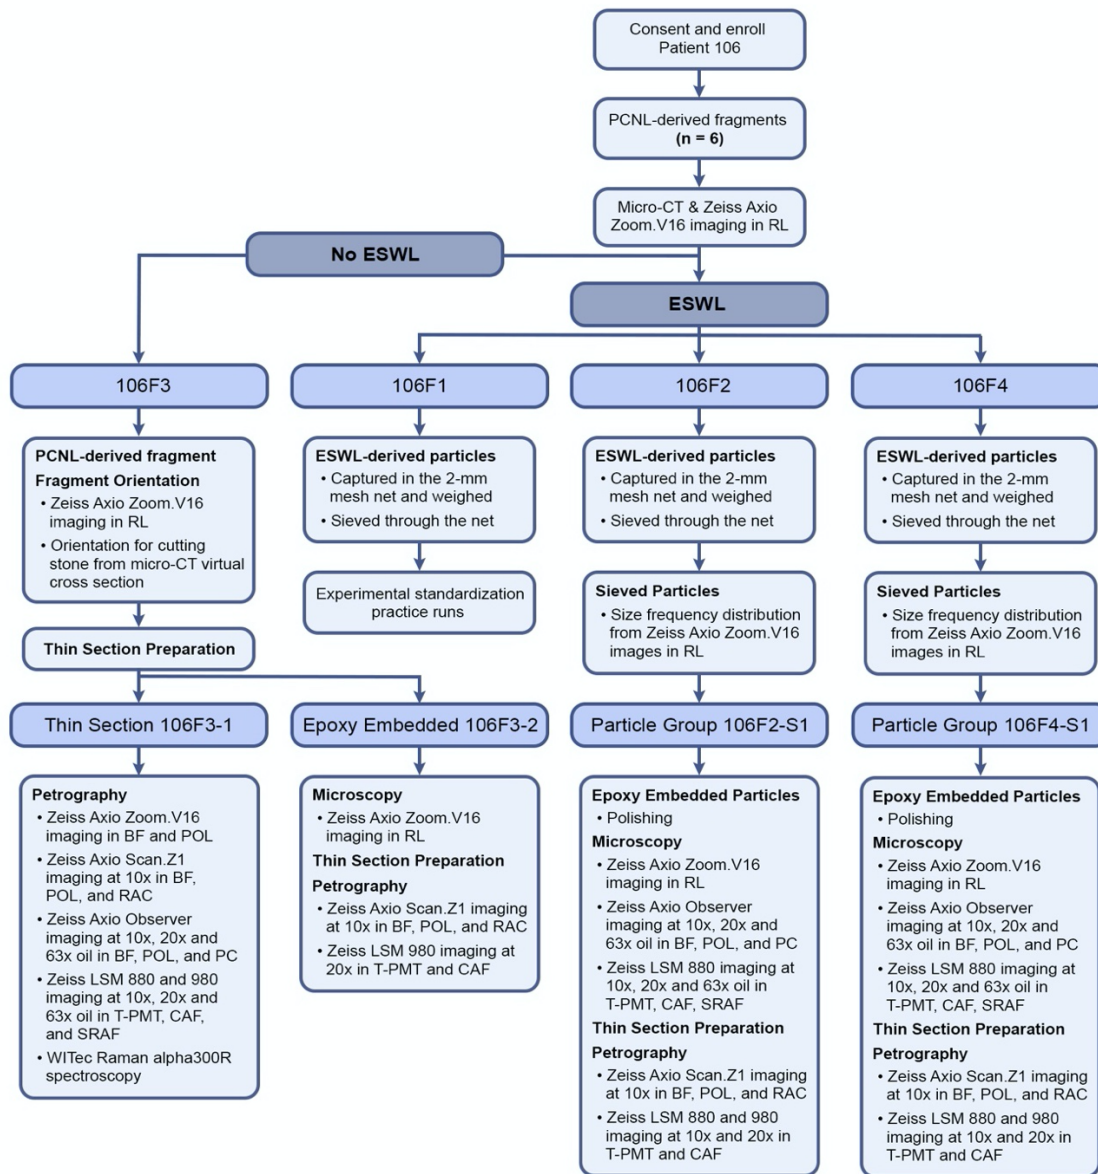 Consent and enroll
Patient 106
PCNL-derived fragments
(n = 6)
Micro-CT & Zeiss Axio
Zoom.V16 imaging in RL
No ESWL
ESWL
106F3
106F1
106F2
106F4
PCNL-derived fragment
Fragment Orientation
• Zeiss Axio Zoom.V16
imaging in RL
• Orientation for cutting
stone from micro-CT virtual
cross section
ESWL-derived particles
• Captured in the 2-mm
mesh net and weighed
• Sieved through the net
ESWL-derived particles
• Captured in the 2-mm
mesh net and weighed
• Sieved through the net
ESWL-derived particles
• Captured in the 2-mm
mesh net and weighed
• Sieved through the net
Thin Section Preparation
Experimental standardization
practice runs
Sieved Particles
• Size frequency distribution
from Zeiss Axio Zoom.V16
images in RL
Sieved Particles
• Size frequency distribution
from Zeiss Axio Zoom.V16
images in RL
Thin Section 106F3-1
Epoxy Embedded 106F3-2
Particle Group 106F2-S1
Particle Group 106F4-S1
Petrography
• Zeiss Axio Zoom.V16
imaging in BF and POL
• Zeiss Axio Scan.Z1
imaging at 10x in BF,
POL, and RAC
• Zeiss Axio Observer
imaging at 10x, 20x and
63x oil in BF, POL, and PC
• Zeiss LSM 880 and 980
imaging at 10x, 20x and
63x oil in T-PMT, CAF,
and SRAF
• WITec Raman alpha300R
spectroscopy
Microscopy
• Zeiss Axio Zoom.V16
imaging in RL
Thin Section Preparation
Petrography
• Zeiss Axio Scan.Z1 imaging
at 10x in BF, POL, and RAC
• Zeiss LSM 980 imaging at
20x in T-PMT and CAF
Epoxy Embedded Particles
• Polishing
Microscopy
• Zeiss Axio Zoom.V16
imaging in RL
• Zeiss Axio Observer
imaging at 10x, 20x and
63x oil in BF, POL, and PC
• Zeiss LSM 880 imaging at
10x, 20x and 63x oil in
T-PMT, CAF, SRAF
Thin Section Preparation
Petrography
• Zeiss Axio Scan.Z1 imaging
at 10x in BF, POL, and RAC
• Zeiss LSM 880 and 980
imaging at 10x and 20x in
T-PMT and CAF
Epoxy Embedded Particles
• Polishing
Microscopy
• Zeiss Axio Zoom.V16
imaging in RL
• Zeiss Axio Observer
imaging at 10x, 20x and
63x oil in BF, POL, and PC
• Zeiss LSM 880 imaging at
10x, 20x and 63x oil in
T-PMT, CAF, SRAF
Thin Section Preparation
Petrography
• Zeiss Axio Scan.Z1 imaging
at 10x in BF, POL, and RAC
• Zeiss LSM 880 and 980
imaging at 10x and 20x in
T-PMT and CAF